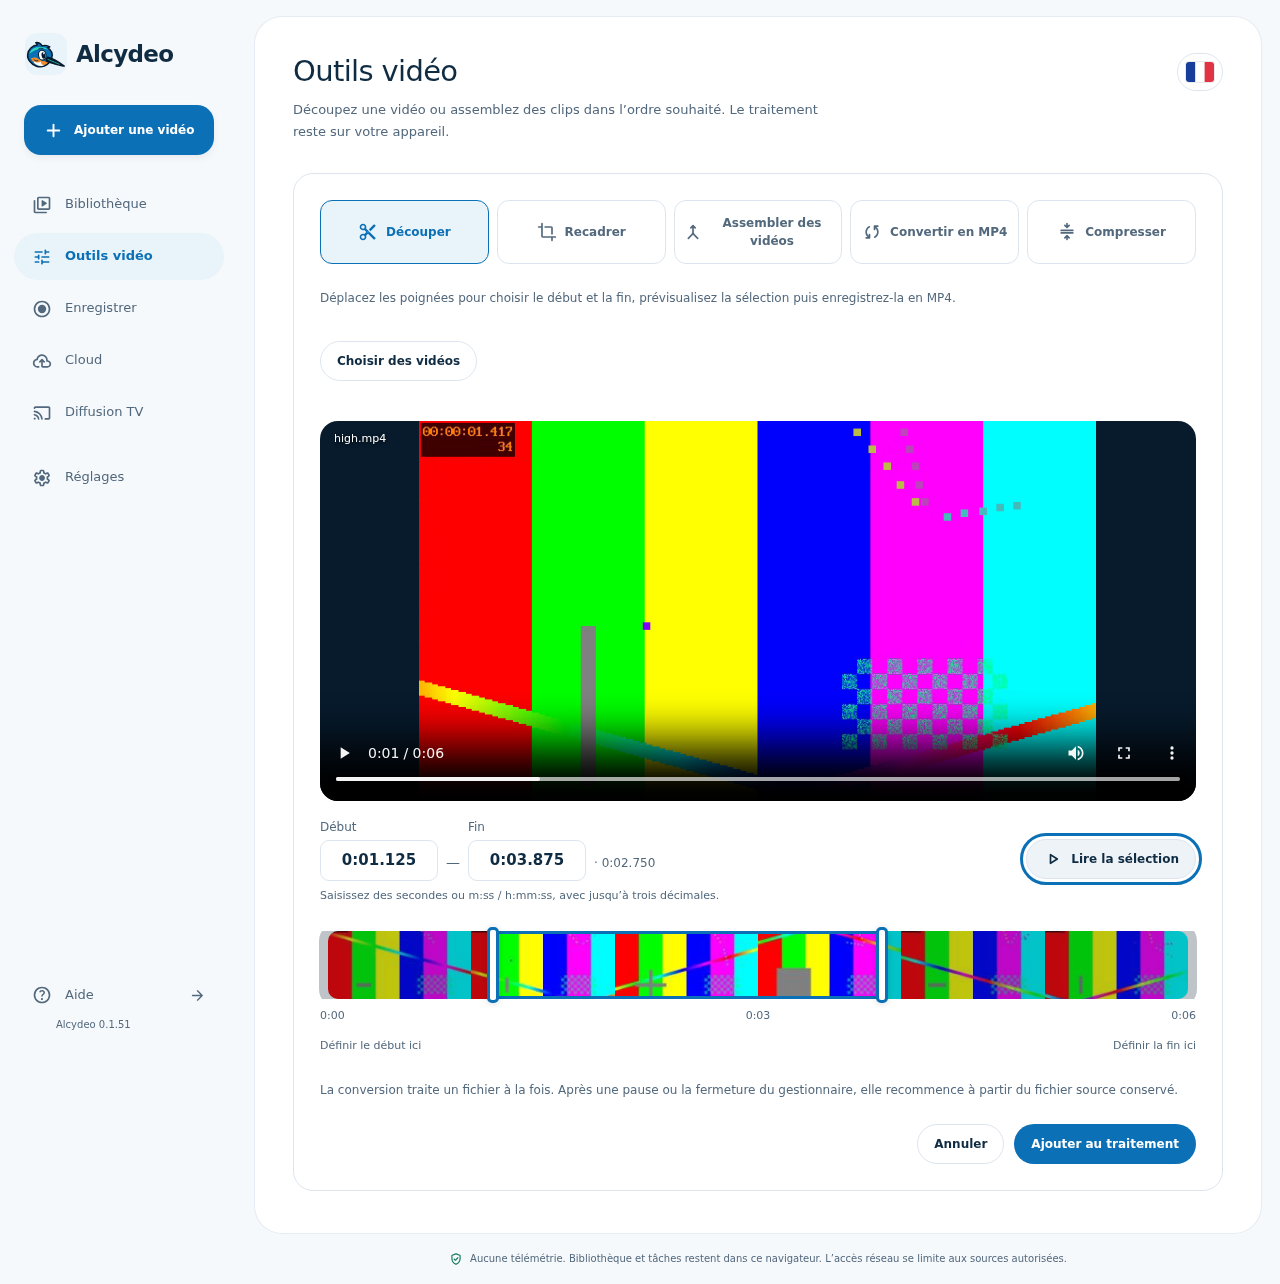 Alcydeo
Ajouter une vidéo
Bibliothèque
Outils vidéo
Enregistrer
Cloud
Diffusion TV
Réglages
Aide
Alcydeo 0.1.51
Outils vidéo
Découpez une vidéo ou assemblez des clips dans l’ordre souhaité. Le traitement
reste sur votre appareil.
Découper
Recadrer
Assembler des
vidéos
Convertir en MP4
Compresser
Déplacez les poignées pour choisir le début et la fin, prévisualisez la sélection puis enregistrez-la en MP4.
Choisir des vidéos
high.mp4
00:00:01.417
34
0:01 / 0:06
Début
Fin
0:01.125
—
0:03.875
· 0:02.750
Lire la sélection
Saisissez des secondes ou m:ss / h:mm:ss, avec jusqu’à trois décimales.
0:00
0:03
0:06
Définir le début ici
Définir la fin ici
La conversion traite un fichier à la fois. Après une pause ou la fermeture du gestionnaire, elle recommence à partir du fichier source conservé.
Annuler
Ajouter au traitement
Aucune télémétrie. Bibliothèque et tâches restent dans ce navigateur. L’accès réseau se limite aux sources autorisées.